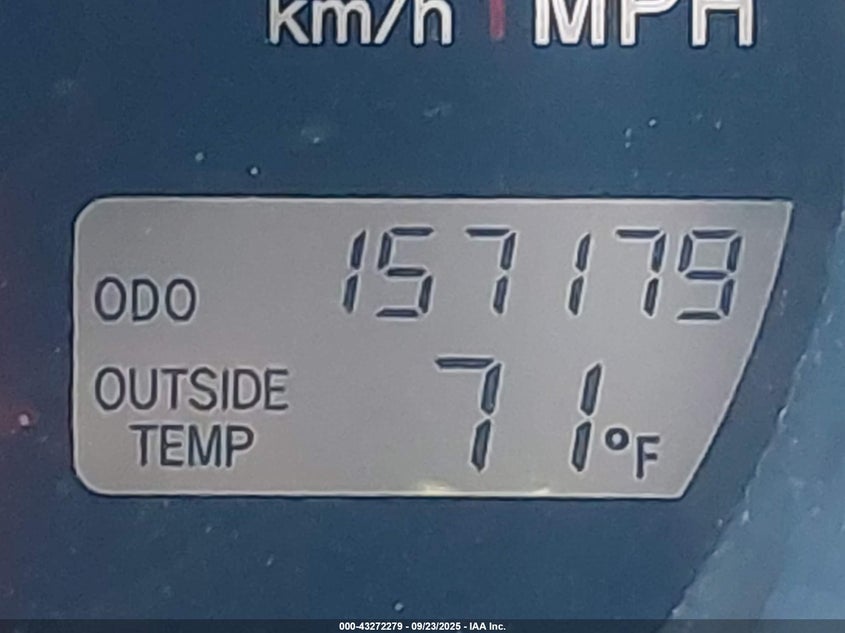 km/h MPH
ODO 157179
OUTSIDE
TEMP 71°F
000-43272279 - 09/23/2025 - IAA Inc.